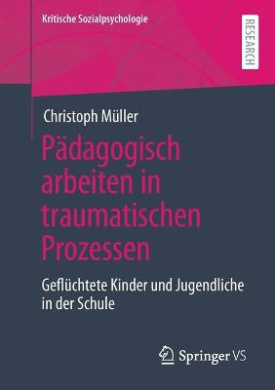 Kritische Sozialpsychologie
RESEARCH
Christoph Müller
Pädagogisch
arbeiten in
traumatischen
Prozessen
Geflüchtete Kinder und Jugendliche
in der Schule
Springer VS